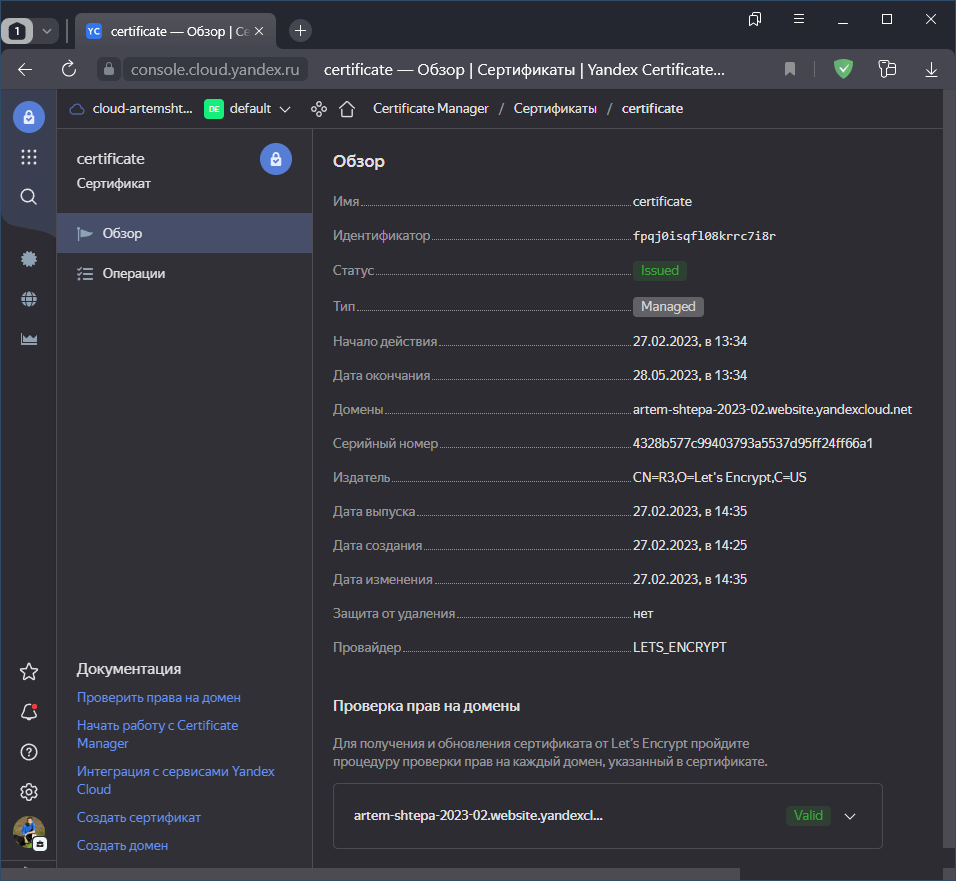 1
YC certificate — Обзор | Се
console.cloud.yandex.ru certificate — Обзор | Сертификаты | Yandex Certificate...
cloud-artemsht... DE default Certificate Manager / Сертификаты / certificate
certificate
Сертификат
Обзор
Операции
Документация
Проверить права на домен
Начать работу с Certificate
Manager
Интеграция с сервисами Yandex
Cloud
Создать сертификат
Создать домен
Обзор
Имя certificate
Идентификатор fpqj0isqfl08krrc7i8r
Статус Issued
Тип Managed
Начало действия 27.02.2023, в 13:34
Дата окончания 28.05.2023, в 13:34
Домены artem-shtepa-2023-02.website.yandexcloud.net
Серийный номер 4328b577c99403793a5537d95ff24ff66a1
Издатель CN=R3,O=Let's Encrypt,C=US
Дата выпуска 27.02.2023, в 14:35
Дата создания 27.02.2023, в 14:25
Дата изменения 27.02.2023, в 14:35
Защита от удаления нет
Провайдер LETS_ENCRYPT
Проверка прав на домены
Для получения и обновления сертификата от Let's Encrypt пройдите
процедуру проверки прав на каждый домен, указанный в сертификате.
artem-shtepa-2023-02.website.yandexcl... Valid